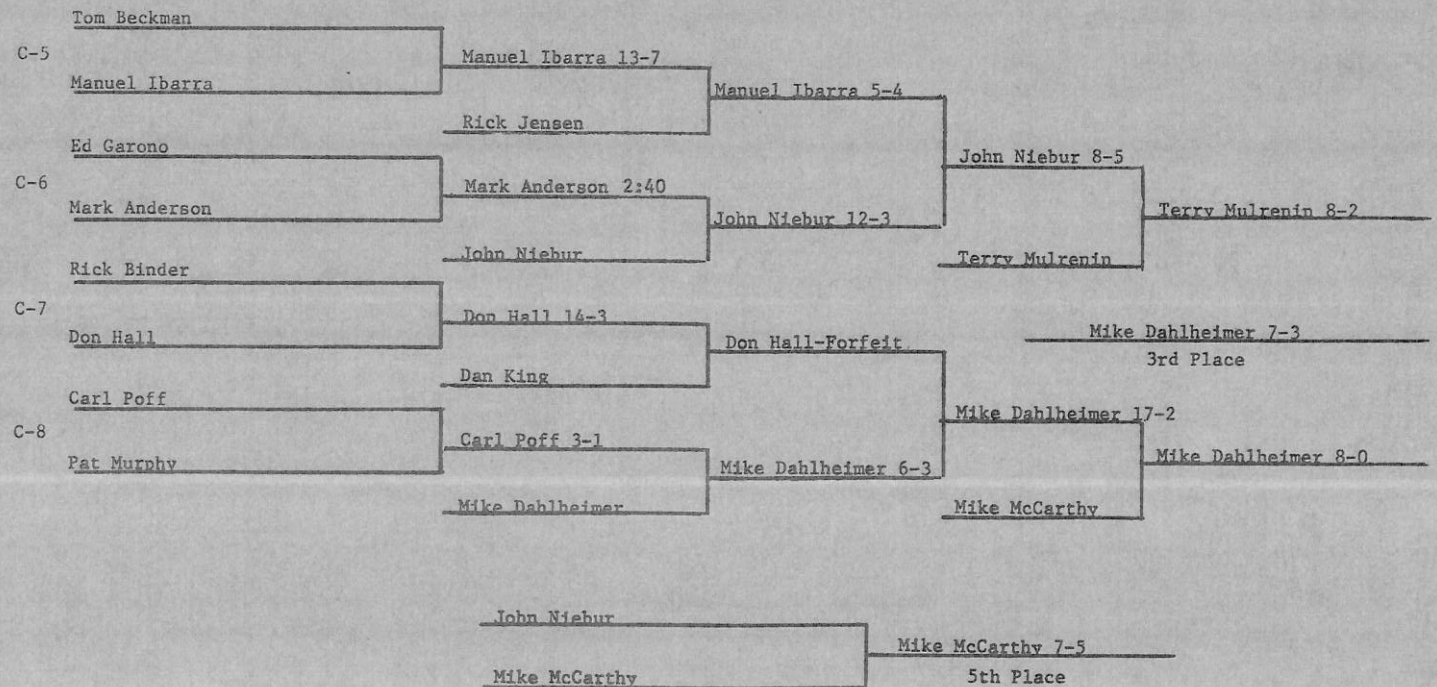 Tom Beckman
C-5
Manuel Ibarra 13-7
Manuel Ibarra
Manuel Ibarra 5-4
Rick Jensen
Ed Garono
John Niebur 8-5
C-6
Mark Anderson 2:40
Mark Anderson
John Niebur 12-3
Terry Mulrenin 8-2
John Niebur
Terry Mulrenin
Rick Binder
C-7
Don Hall 14-3
Don Hall
Don Hall-Forfeit
Mike Dahlheimer 7-3
3rd Place
Dan King
Carl Poff
Mike Dahlheimer 17-2
C-8
Carl Poff 3-1
Pat Murphy
Mike Dahlheimer 6-3
Mike Dahlheimer 8-0
Mike Dahlheimer
Mike McCarthy
John Niebur
Mike McCarthy 7-5
Mike McCarthy
5th Place